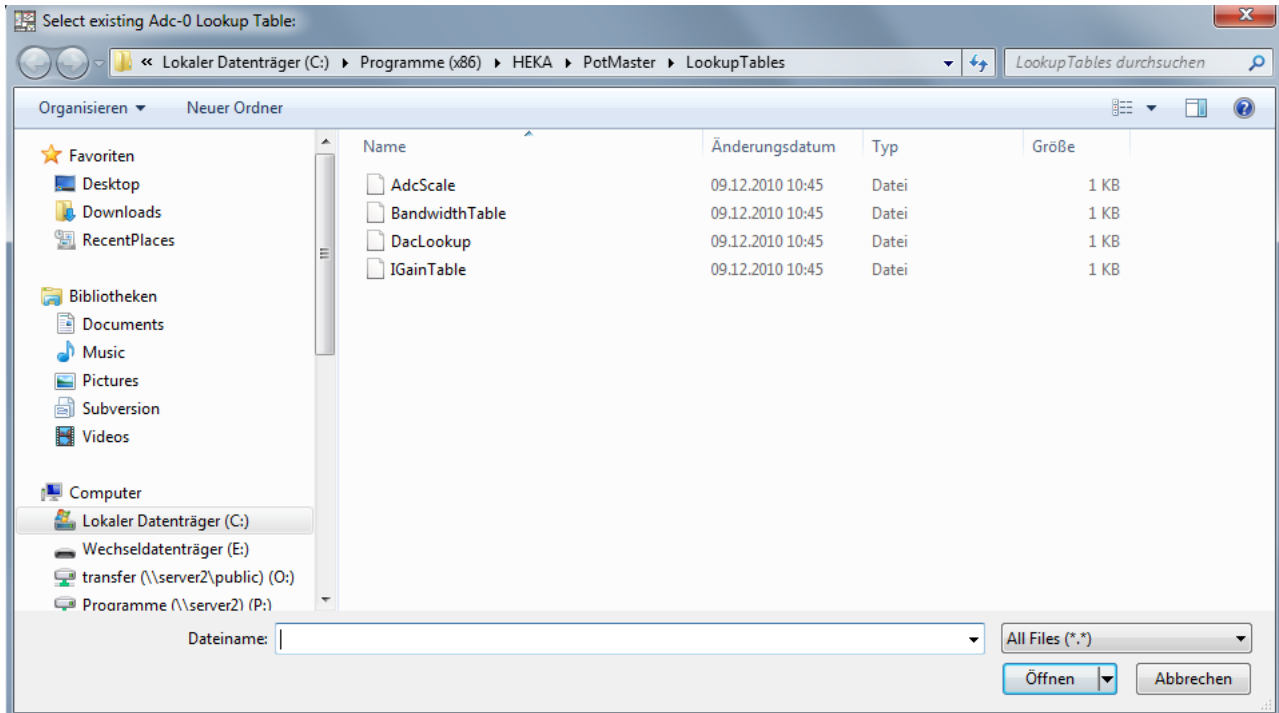 Select existing Adc-0 Lookup Table:
« Lokaler Datenträger (C:) ▸ Programme (x86) ▸ HEKA ▸ PotMaster ▸ LookupTables
LookupTables durchsuchen
Organisieren Neuer Ordner
Favoriten
Desktop
Downloads
RecentPlaces
Bibliotheken
Documents
Music
Pictures
Subversion
Videos
Computer
Lokaler Datenträger (C:)
Wechseldatenträger (E:)
transfer (\\server2\public) (O:)
Programme (\\server2) (P:)
Name Änderungsdatum Typ Größe
AdcScale 09.12.2010 10:45 Datei 1 KB
BandwidthTable 09.12.2010 10:45 Datei 1 KB
DacLookup 09.12.2010 10:45 Datei 1 KB
IGainTable 09.12.2010 10:45 Datei 1 KB
Dateiname: All Files (*.*)
Öffnen Abbrechen